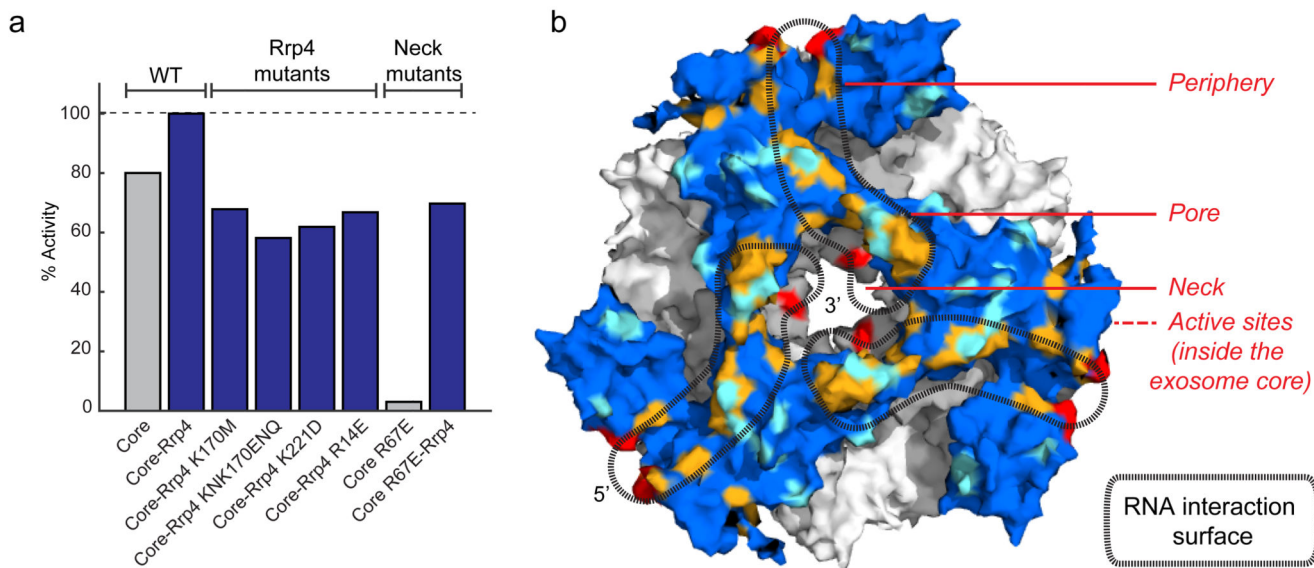 a
WT
Rrp4
mutants
Neck
mutants
% Activity
100
80
60
40
20
0
Core
Core-Rrp4
Core-Rrp4 K170M
Core-Rrp4 KNK170ENQ
Core-Rrp4 K221D
Core-Rrp4 R14E
Core R67E
Core R67E-Rrp4
b
Periphery
Pore
Neck
3’
Active sites
(inside the
exosome core)
5’
RNA interaction
surface